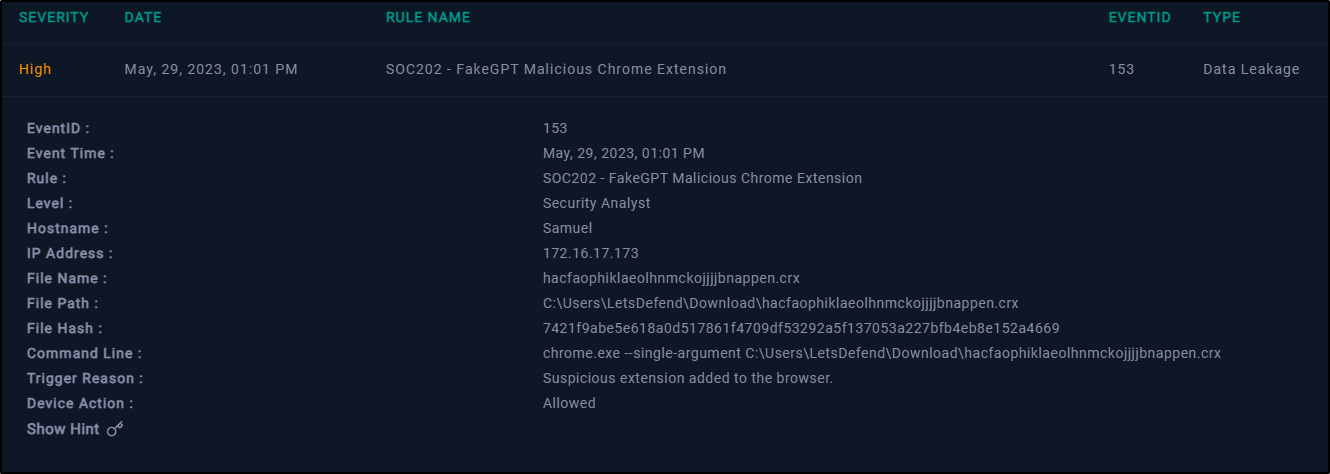 SEVERITY DATE RULE NAME EVENTID TYPE
High May, 29, 2023, 01:01 PM SOC202 - FakeGPT Malicious Chrome Extension 153 Data Leakage
EventID : 153
Event Time : May, 29, 2023, 01:01 PM
Rule : SOC202 - FakeGPT Malicious Chrome Extension
Level : Security Analyst
Hostname : Samuel
IP Address : 172.16.17.173
File Name : hacfaophiklaeolhnmckojjjjbnappen.crx
File Path : C:\Users\LetsDefend\Download\hacfaophiklaeolhnmckojjjjbnappen.crx
File Hash : 7421f9abe5e618a0d517861f4709df53292a5f137053a227bfb4eb8e152a4669
Command Line : chrome.exe --single-argument C:\Users\LetsDefend\Download\hacfaophiklaeolhnmckojjjjbnappen.crx
Trigger Reason : Suspicious extension added to the browser.
Device Action : Allowed
Show Hint